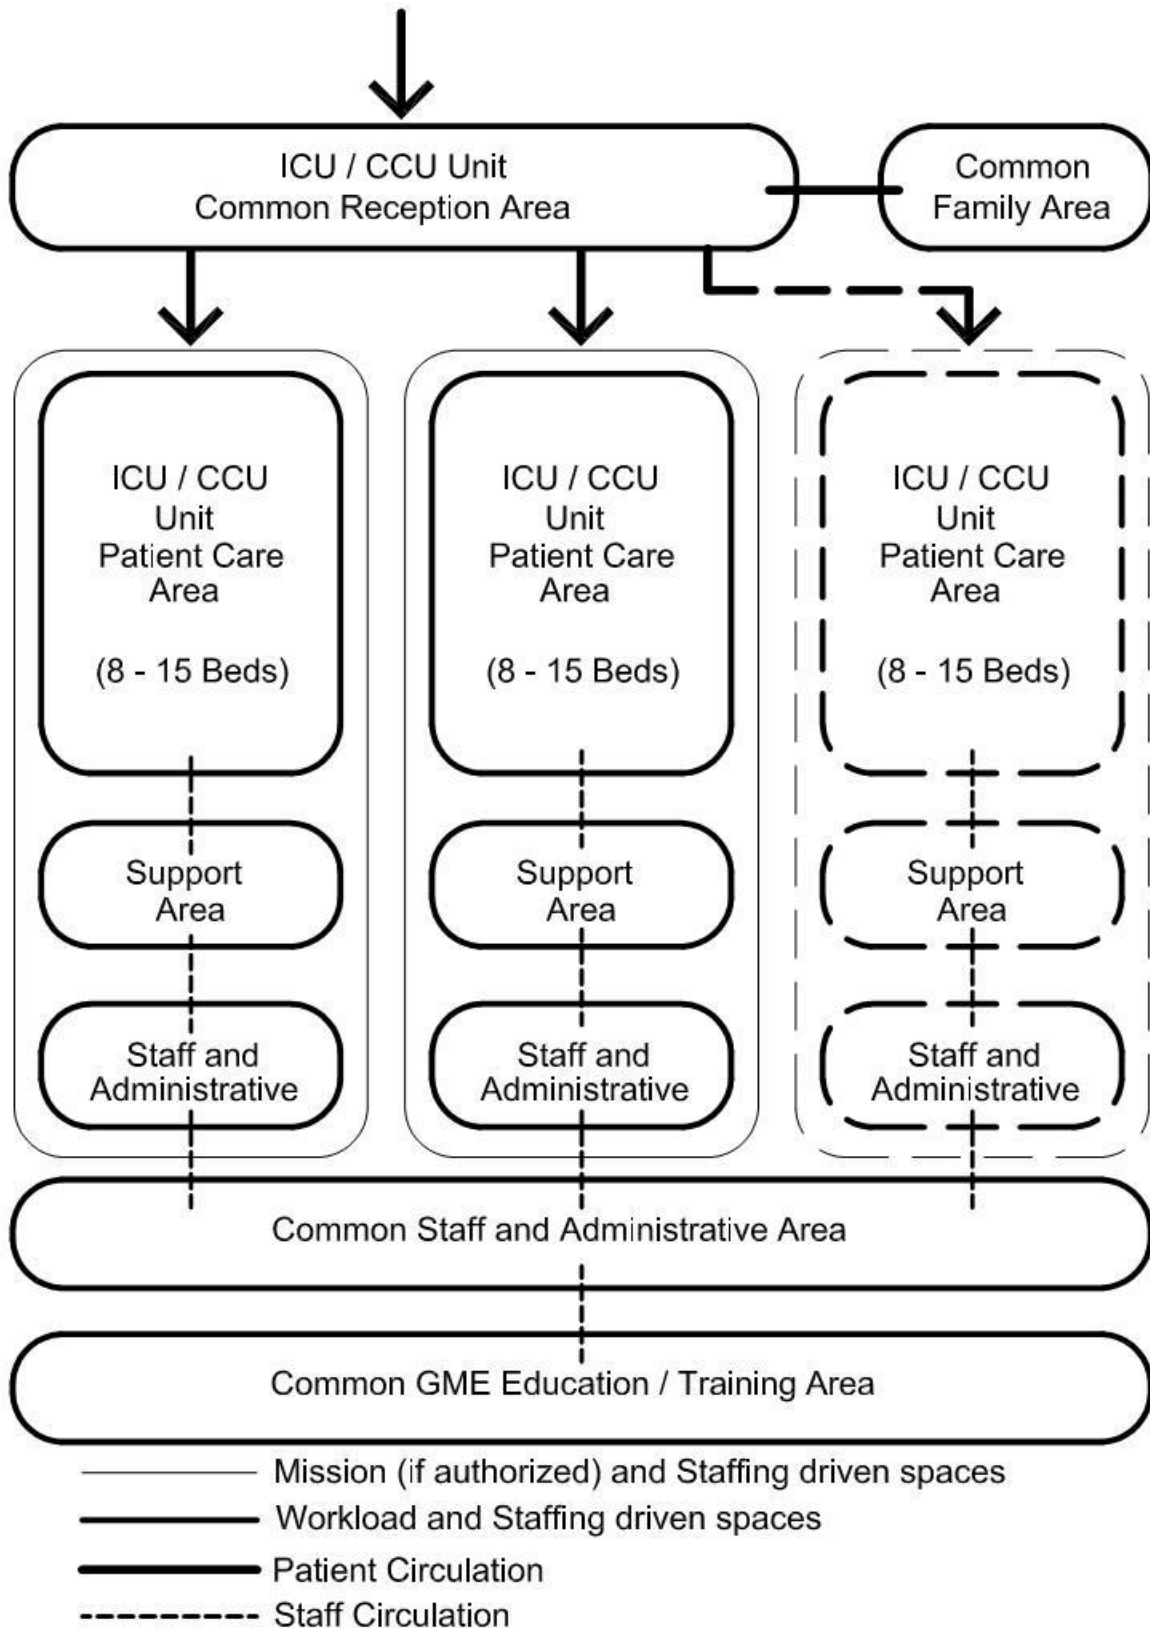 ICU / CCU Unit
Common Reception Area
Common
Family Area
ICU / CCU
Unit
Patient Care
Area
(8 - 15 Beds)
ICU / CCU
Unit
Patient Care
Area
(8 - 15 Beds)
ICU / CCU
Unit
Patient Care
Area
(8 - 15 Beds)
Support
Area
Support
Area
Support
Area
Staff and
Administrative
Staff and
Administrative
Staff and
Administrative
Common Staff and Administrative Area
Common GME Education / Training Area
Mission (if authorized) and Staffing driven spaces
Workload and Staffing driven spaces
Patient Circulation
Staff Circulation